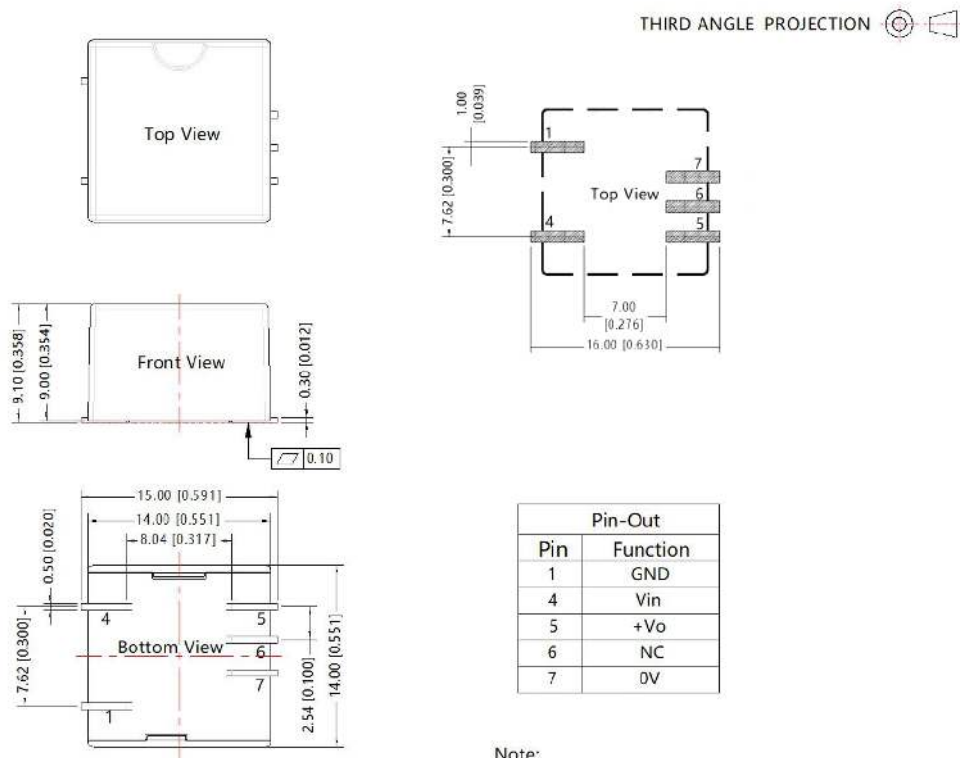 THIRD ANGLE PROJECTION
Top View
1.00
[0.039]
7.62 [0.300]
1
4
Top View
7
6
5
7.00
[0.276]
16.00 [0.630]
9.10 [0.358]
9.00 [0.354]
Front View
0.30 [0.012]
0.10
15.00 [0.591]
14.00 [0.551]
8.04 [0.317]
0.50 [0.020]
7.62 [0.300]
4
5
Bottom View
6
7
1
2.54 [0.100]
14.00 [0.551]
Pin-Out
Pin Function
1 GND
4 Vin
5 +Vo
6 NC
7 0V
Note: